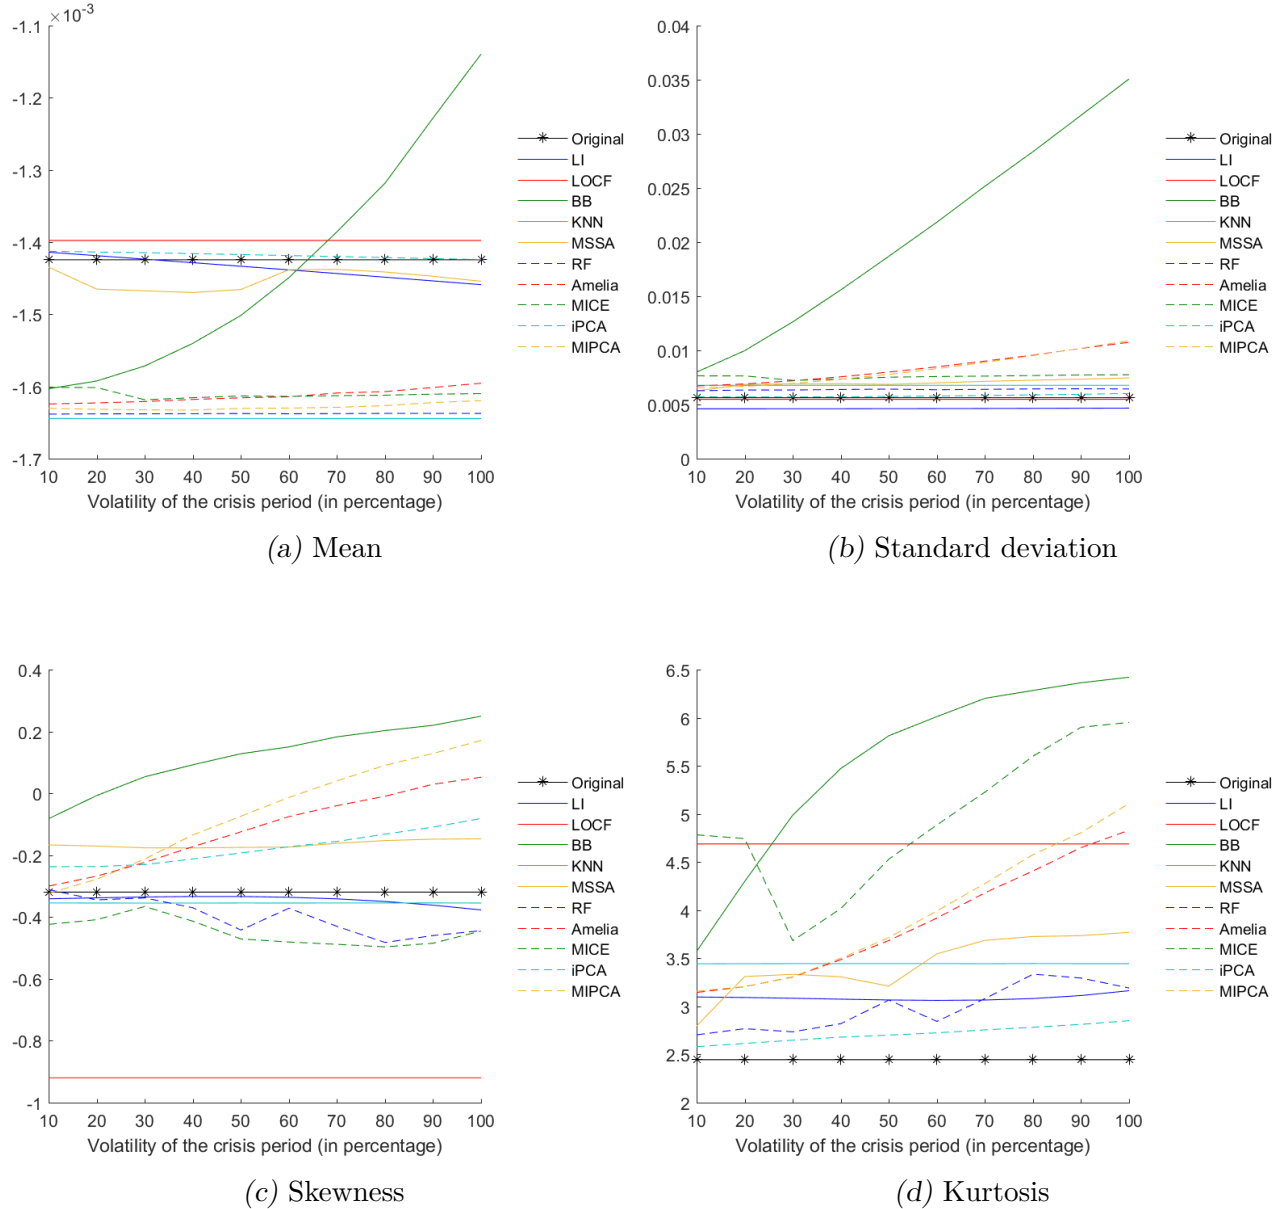 ×10⁻³
-1.1
-1.2
-1.3
-1.4
-1.5
-1.6
-1.7
10 20 30 40 50 60 70 80 90 100
Volatility of the crisis period (in percentage)
Original
LI
LOCF
BB
KNN
MSSA
RF
Amelia
MICE
iPCA
MIPCA
(a) Mean
0.04
0.035
0.03
0.025
0.02
0.015
0.01
0.005
0
10 20 30 40 50 60 70 80 90 100
Volatility of the crisis period (in percentage)
Original
LI
LOCF
BB
KNN
MSSA
RF
Amelia
MICE
iPCA
MIPCA
(b) Standard deviation
0.4
0.2
0
-0.2
-0.4
-0.6
-0.8
-1
10 20 30 40 50 60 70 80 90 100
Volatility of the crisis period (in percentage)
Original
LI
LOCF
BB
KNN
MSSA
RF
Amelia
MICE
iPCA
MIPCA
(c) Skewness
6.5
6
5.5
5
4.5
4
3.5
3
2.5
2
10 20 30 40 50 60 70 80 90 100
Volatility of the crisis period (in percentage)
Original
LI
LOCF
BB
KNN
MSSA
RF
Amelia
MICE
iPCA
MIPCA
(d) Kurtosis